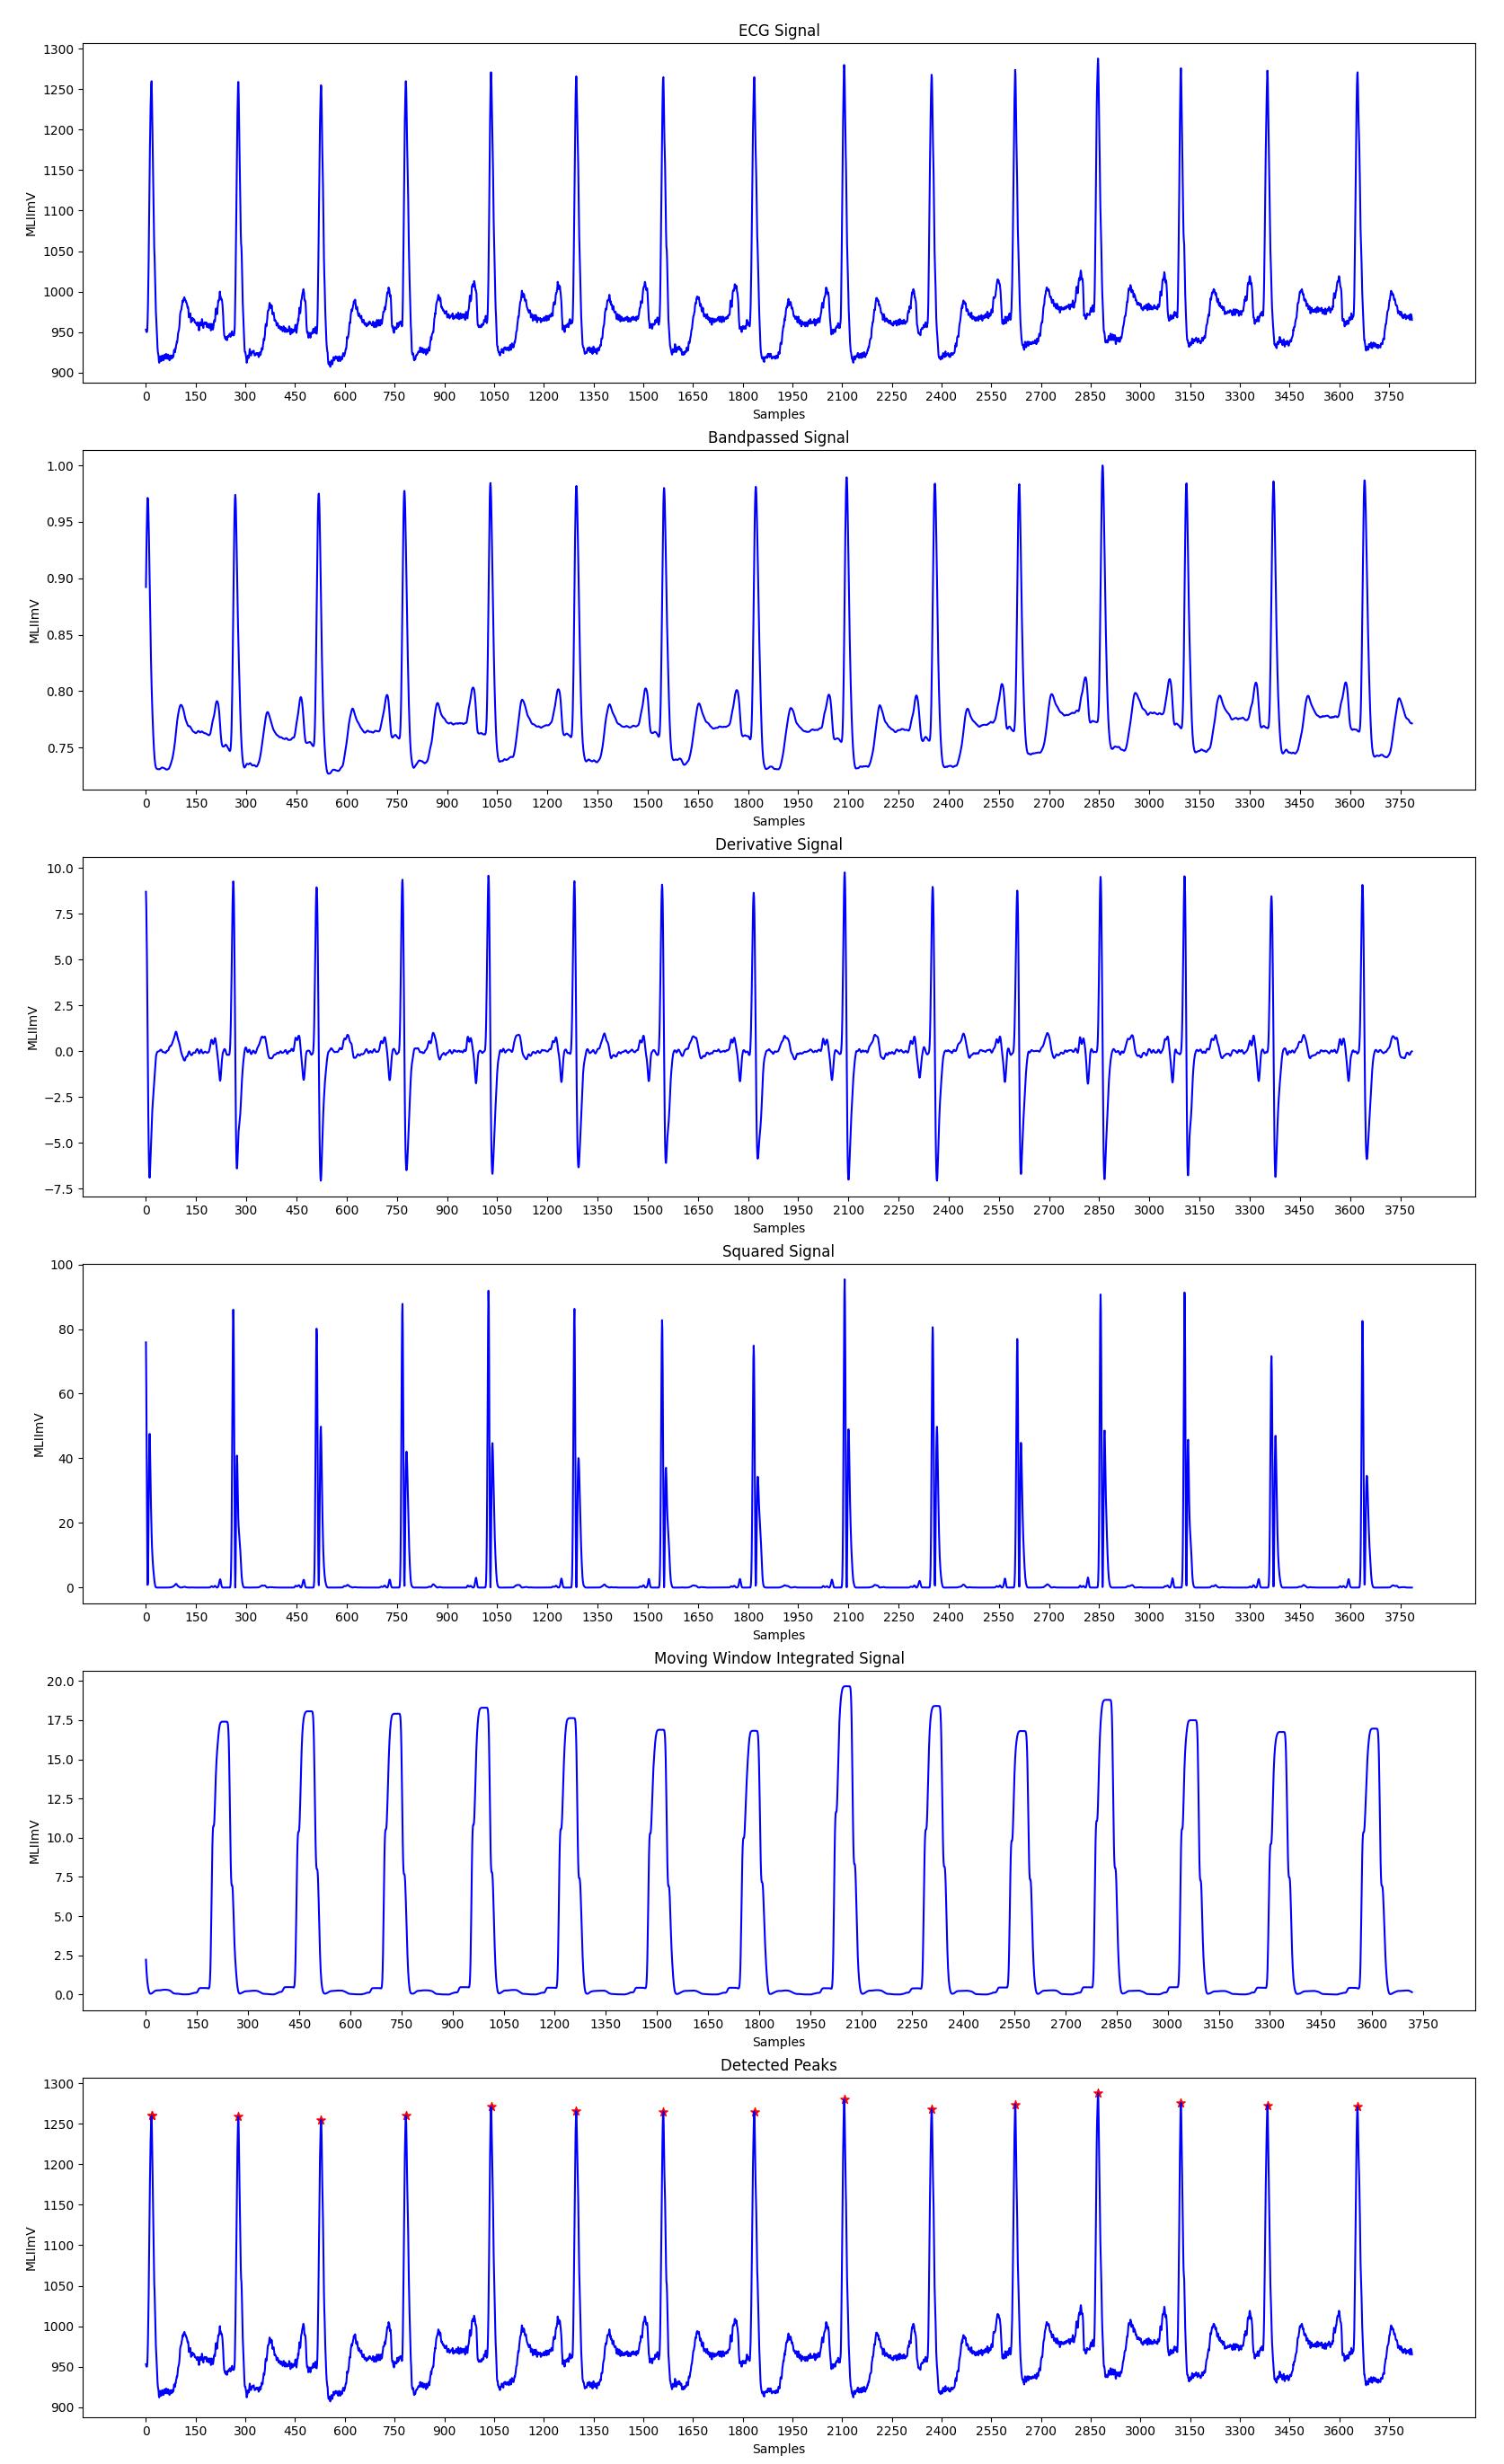 ECG Signal
1300
1250
1200
1150
1100
1050
1000
950
900
MLIImV
0 150 300 450 600 750 900 1050 1200 1350 1500 1650 1800 1950 2100 2250 2400 2550 2700 2850 3000 3150 3300 3450 3600 3750
Samples
Bandpassed Signal
1.00
0.95
0.90
0.85
0.80
0.75
MLIImV
0 150 300 450 600 750 900 1050 1200 1350 1500 1650 1800 1950 2100 2250 2400 2550 2700 2850 3000 3150 3300 3450 3600 3750
Samples
Derivative Signal
10.0
7.5
5.0
2.5
0.0
−2.5
−5.0
−7.5
MLIImV
0 150 300 450 600 750 900 1050 1200 1350 1500 1650 1800 1950 2100 2250 2400 2550 2700 2850 3000 3150 3300 3450 3600 3750
Samples
Squared Signal
100
80
60
40
20
0
MLIImV
0 150 300 450 600 750 900 1050 1200 1350 1500 1650 1800 1950 2100 2250 2400 2550 2700 2850 3000 3150 3300 3450 3600 3750
Samples
Moving Window Integrated Signal
20.0
17.5
15.0
12.5
10.0
7.5
5.0
2.5
0.0
MLIImV
0 150 300 450 600 750 900 1050 1200 1350 1500 1650 1800 1950 2100 2250 2400 2550 2700 2850 3000 3150 3300 3450 3600 3750
Samples
Detected Peaks
1300
1250
1200
1150
1100
1050
1000
950
900
MLIImV
0 150 300 450 600 750 900 1050 1200 1350 1500 1650 1800 1950 2100 2250 2400 2550 2700 2850 3000 3150 3300 3450 3600 3750
Samples